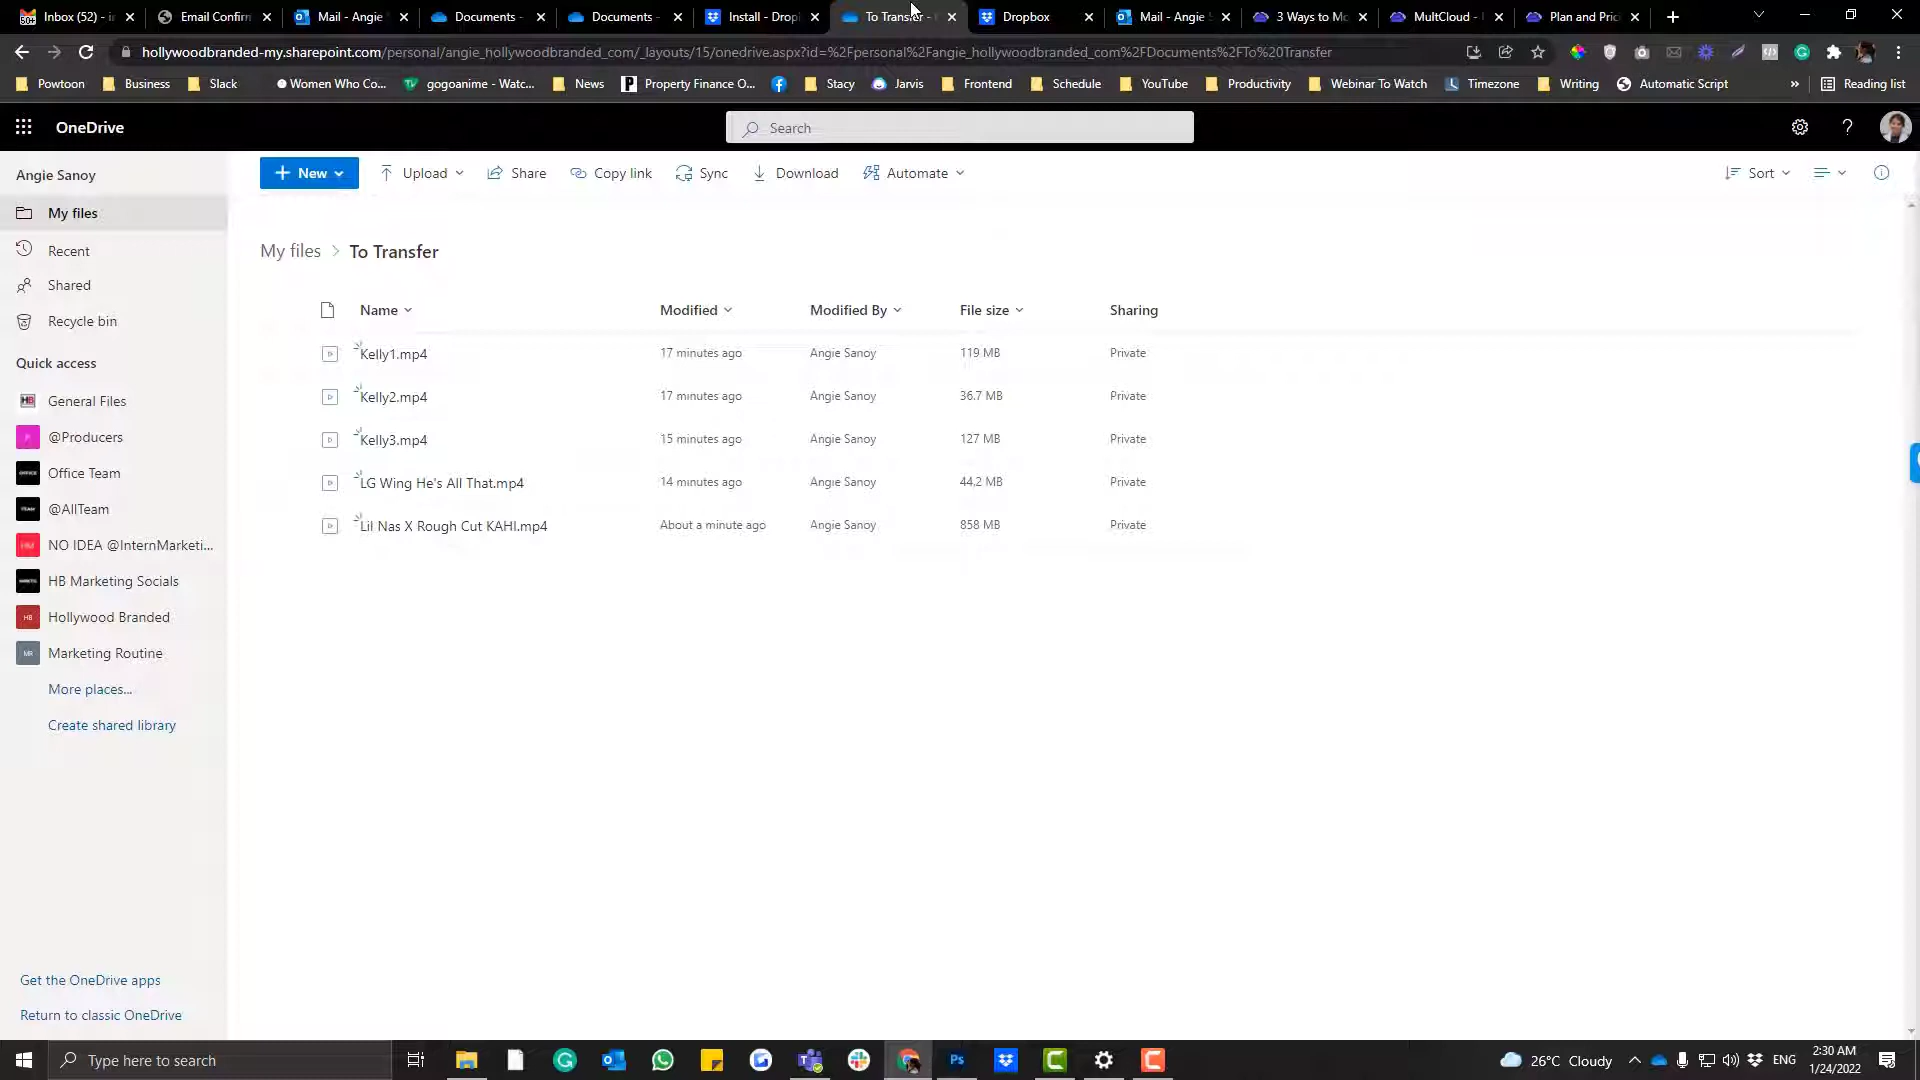 Inbox (52) - i
Email Confirm
Mail - Angie
Documents -
Documents -
Install - Drop
To Transfer -
Dropbox
Mail - Angie S
3 Ways to Mo
MultCloud -
Plan and Pric
hollywoodbranded-my.sharepoint.com/personal/angie_hollywoodbranded_com/_layouts/15/onedrive.aspx?id=%2Fpersonal%2Fangie_hollywoodbranded_com%2FDocuments%2FTo%20Transfer
Powtoon
Business
Slack
Women Who Co...
gogoanime - Watc...
News
Property Finance O...
Stacy
Jarvis
Frontend
Schedule
YouTube
Productivity
Webinar To Watch
Timezone
Writing
Automatic Script
»
Reading list
OneDrive
Search
?
Angie Sanoy
New
Upload
Share
Copy link
Sync
Download
Automate
Sort
My files
Recent
Shared
Recycle bin
Quick access
General Files
@Producers
Office Team
@AllTeam
NO IDEA @InternMarketi...
HB Marketing Socials
Hollywood Branded
Marketing Routine
More places...
Create shared library
Get the OneDrive apps
Return to classic OneDrive
My files > To Transfer
Name Modified Modified By File size Sharing
Kelly1.mp4 17 minutes ago Angie Sanoy 119 MB Private
Kelly2.mp4 17 minutes ago Angie Sanoy 36.7 MB Private
Kelly3.mp4 15 minutes ago Angie Sanoy 127 MB Private
LG Wing He's All That.mp4 14 minutes ago Angie Sanoy 44.2 MB Private
Lil Nas X Rough Cut KAHI.mp4 About a minute ago Angie Sanoy 858 MB Private
Type here to search
Ps
26°C Cloudy
ENG
2:30 AM
1/24/2022